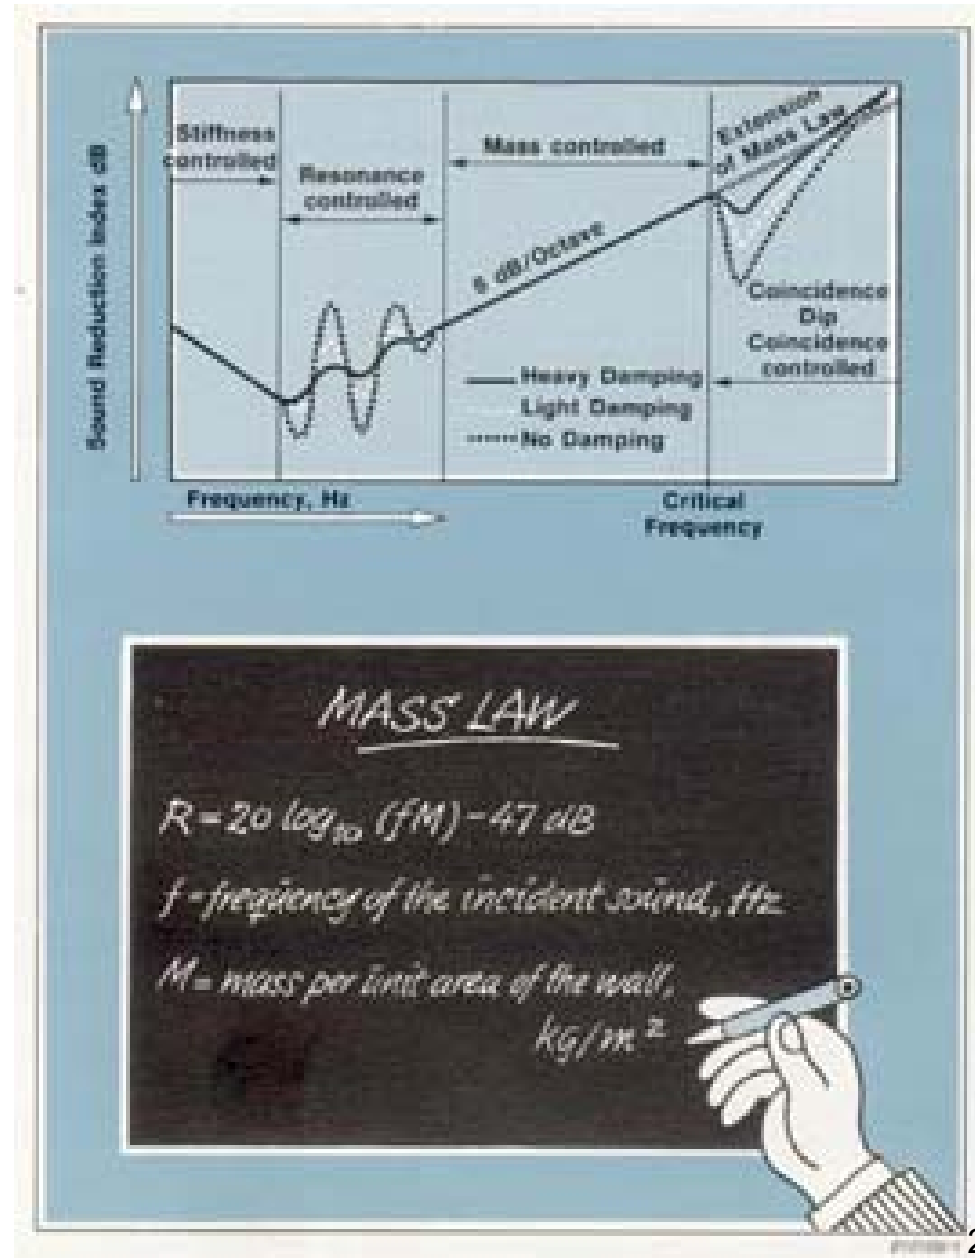 Sound Reduction index dB
Stiffness
controlled
Resonance
controlled
Mass controlled
Extension
of Mass Law
6 dB/Octave
Coincidence
Dip
Coincidence
controlled
Heavy Damping
Light Damping
No Damping
Frequency, Hz
Critical
Frequency
MASS LAW
R = 20 log10 (fM) - 47 dB
f = frequency of the incident sound, Hz
M = mass per unit area of the wall,
kg/m²
2